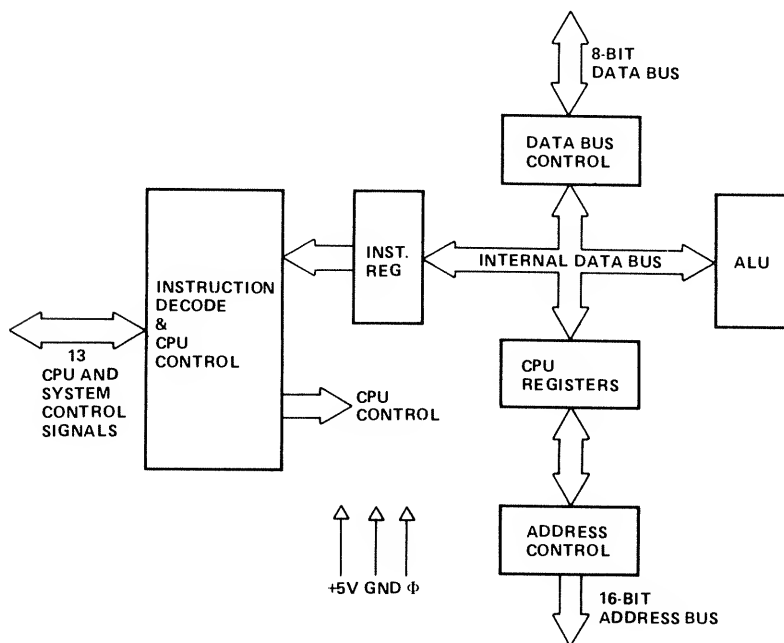 8-BIT
DATA BUS
DATA BUS
CONTROL
INST.
REG
INTERNAL DATA BUS
ALU
INSTRUCTION
DECODE
&
CPU
CONTROL
13
CPU AND
SYSTEM
CONTROL
SIGNALS
CPU
REGISTERS
CPU
CONTROL
ADDRESS
CONTROL
+5V GND Φ
16-BIT
ADDRESS BUS